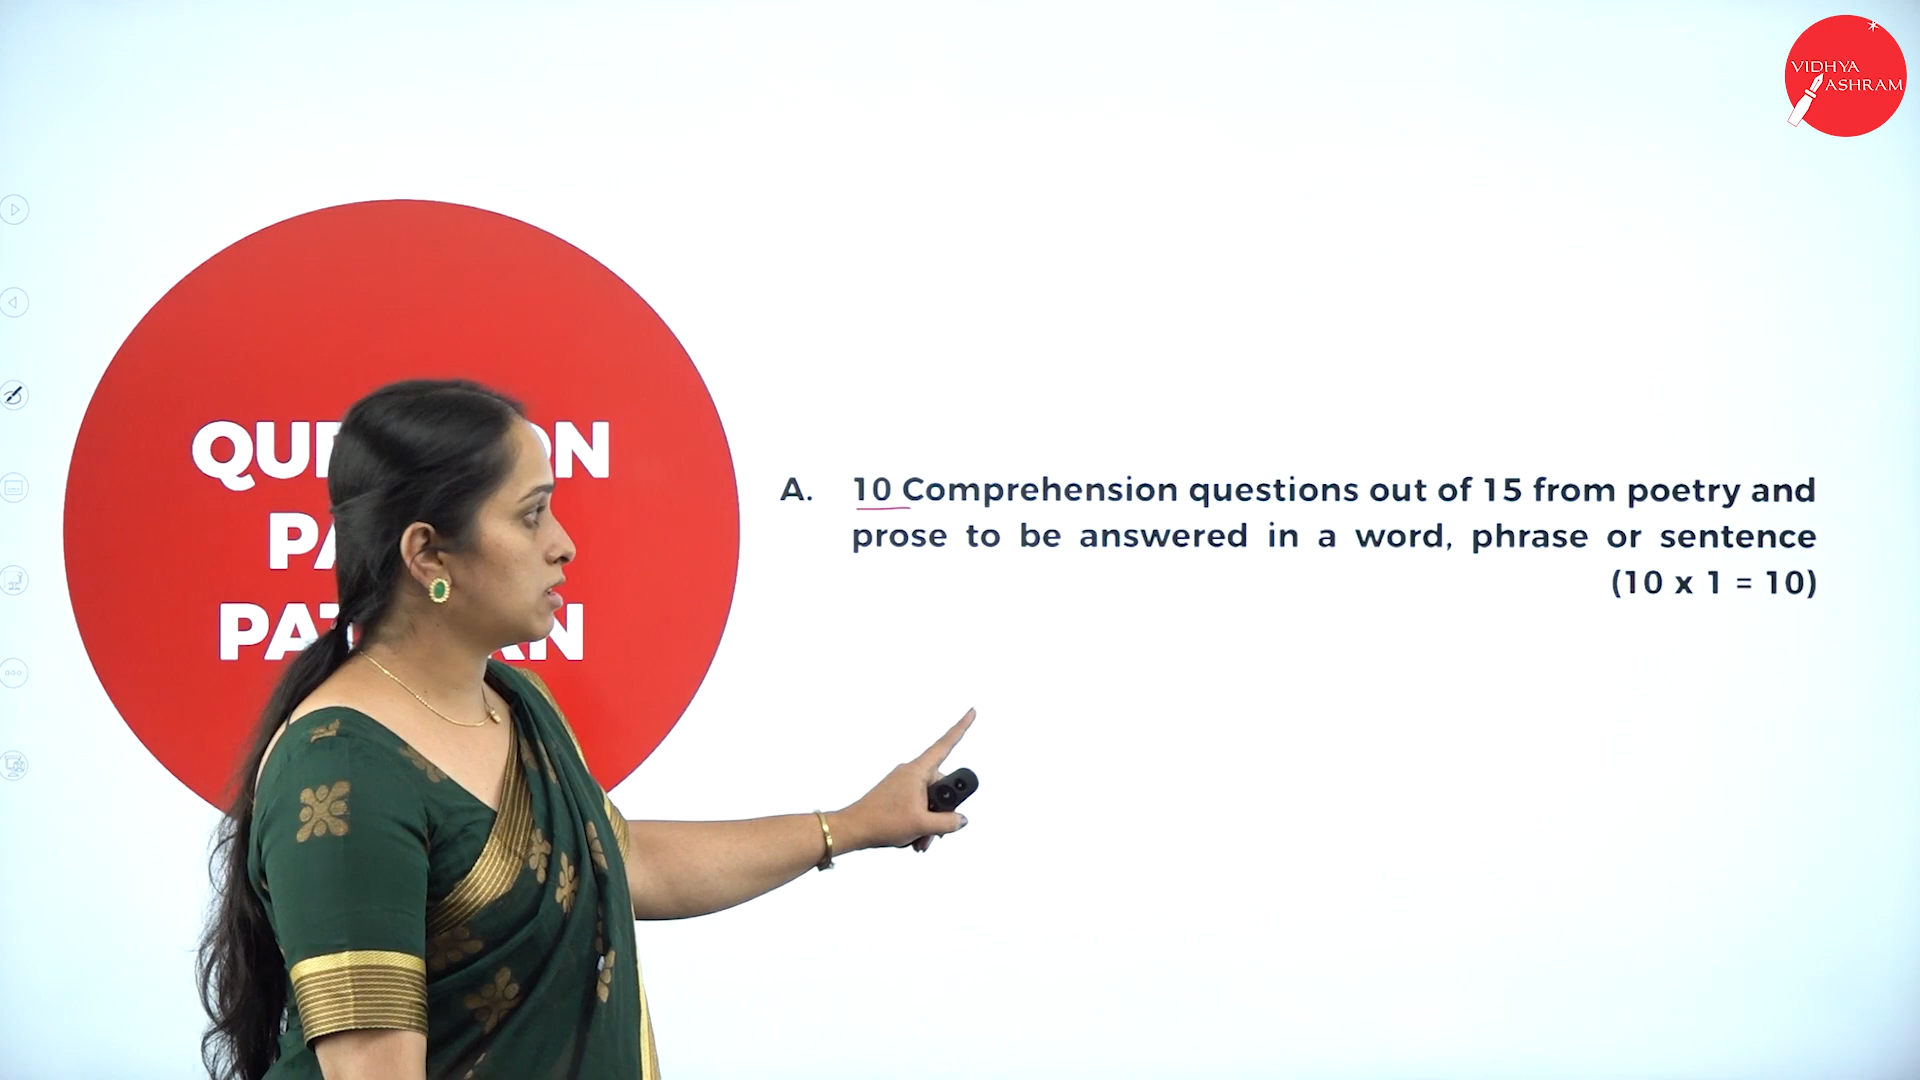 VIDHYA
ASHRAM
A. 10 Comprehension questions out of 15 from poetry and
prose to be answered in a word, phrase or sentence
(10 x 1 = 10)